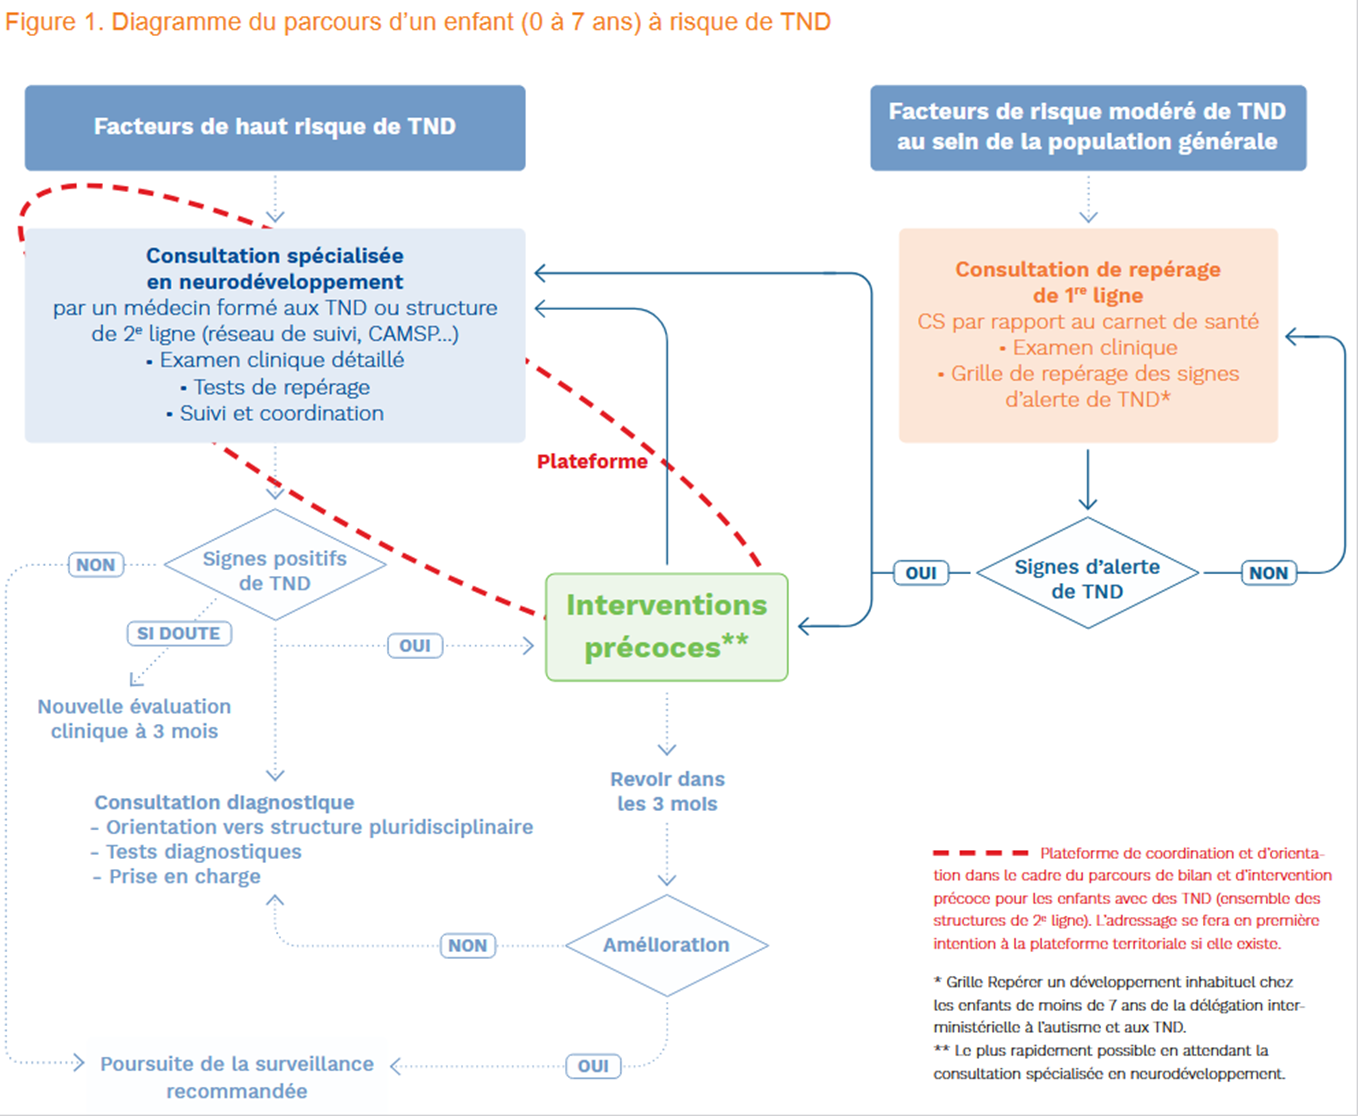 Figure 1. Diagramme du parcours d'un enfant (0 à 7 ans) à risque de TND
Facteurs de haut risque de TND
Facteurs de risque modéré de TND
au sein de la population générale
Consultation spécialisée
en neurodéveloppement
par un médecin formé aux TND ou structure
de 2e ligne (réseau de suivi, CAMSP...)
▪ Examen clinique détaillé
▪ Tests de repérage
▪ Suivi et coordination
Consultation de repérage
de 1re ligne
CS par rapport au carnet de santé
▪ Examen clinique
▪ Grille de repérage des signes
d'alerte de TND*
Plateforme
Signes positifs
de TND
NON
SI DOUTE
OUI
Nouvelle évaluation
clinique à 3 mois
Interventions
précoces**
OUI
Signes d'alerte
de TND
NON
Consultation diagnostique
- Orientation vers structure pluridisciplinaire
- Tests diagnostiques
- Prise en charge
Revoir dans
les 3 mois
NON
Amélioration
OUI
Poursuite de la surveillance
recommandée
Plateforme de coordination et d'orienta-
tion dans le cadre du parcours de bilan et d'intervention
précoce pour les enfants avec des TND (ensemble des
structures de 2e ligne). L'adressage se fera en première
intention à la plateforme territoriale si elle existe.
* Grille Repérer un développement inhabituel chez
les enfants de moins de 7 ans de la délégation inter-
ministérielle à l'autisme et aux TND.
** Le plus rapidement possible en attendant la
consultation spécialisée en neurodéveloppement.